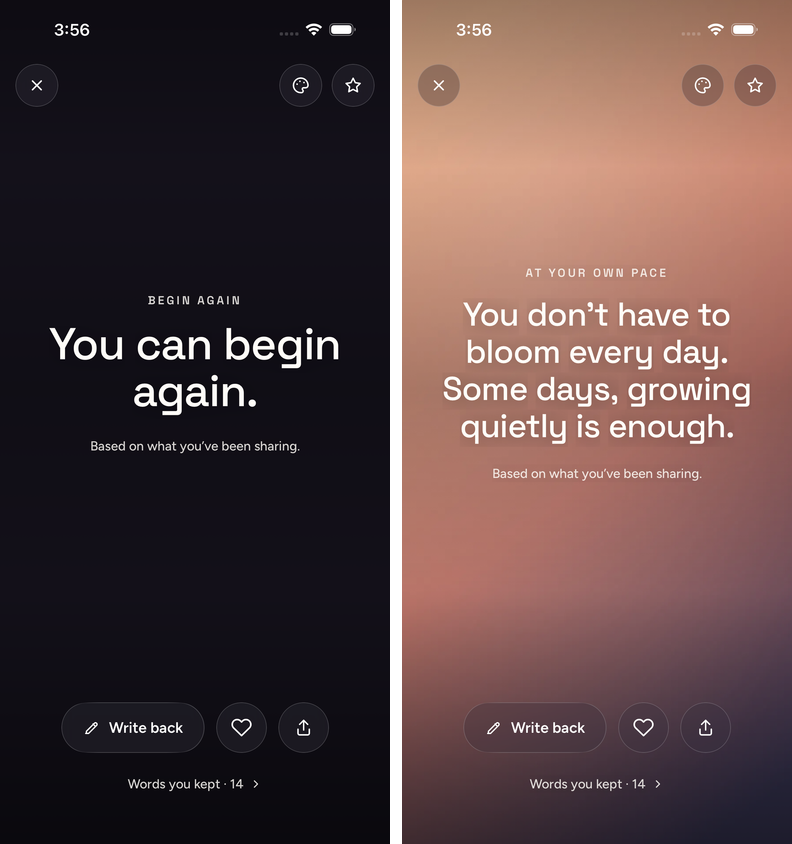 3:56
BEGIN AGAIN
You can begin
again.
Based on what you’ve been sharing.
Write back
Words you kept · 14
3:56
AT YOUR OWN PACE
You don’t have to
bloom every day.
Some days, growing
quietly is enough.
Based on what you’ve been sharing.
Write back
Words you kept · 14